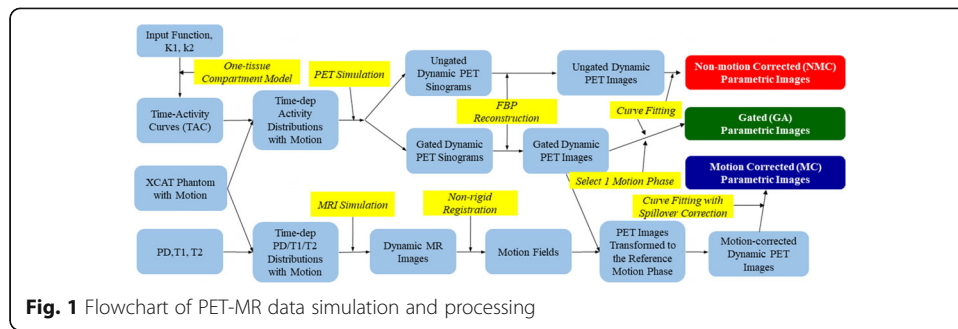 Input Function,
K1, k2
One-tissue
Compartment Model
PET Simulation
Ungated
Dynamic PET
Sinograms
Ungated Dynamic
PET Images
Non-motion Corrected (NMC)
Parametric Images
Time-Activity
Curves (TAC)
Time-dep
Activity
Distributions
with Motion
FBP
Reconstruction
Curve Fitting
Gated Dynamic
PET Sinograms
Gated Dynamic
PET Images
Gated (GA)
Parametric Images
XCAT Phantom
with Motion
Select 1 Motion Phase
Motion Corrected (MC)
Parametric Images
MRI Simulation
Non-rigid
Registration
Curve Fitting with
Spillover Correction
PD,T1, T2
Time-dep
PD/T1/T2
Distributions
with Motion
Dynamic MR
Images
Motion Fields
PET Images
Transformed to
the Reference
Motion Phase
Motion-corrected
Dynamic PET
Images
Fig. 1 Flowchart of PET-MR data simulation and processing